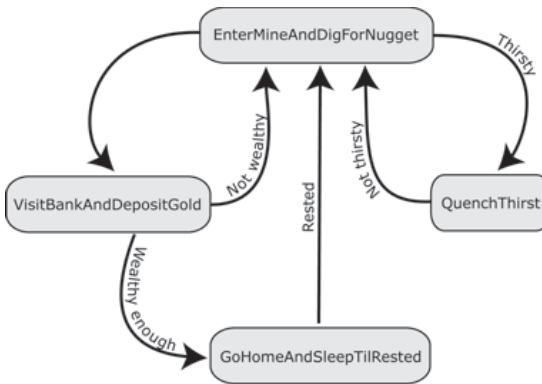 EnterMineAndDigForNugget
Thirsty
Not wealthy
Rested
Not thirsty
VisitBankAndDepositGold
QuenchThirst
Wealthy enough
GoHomeAndSleepTilRested